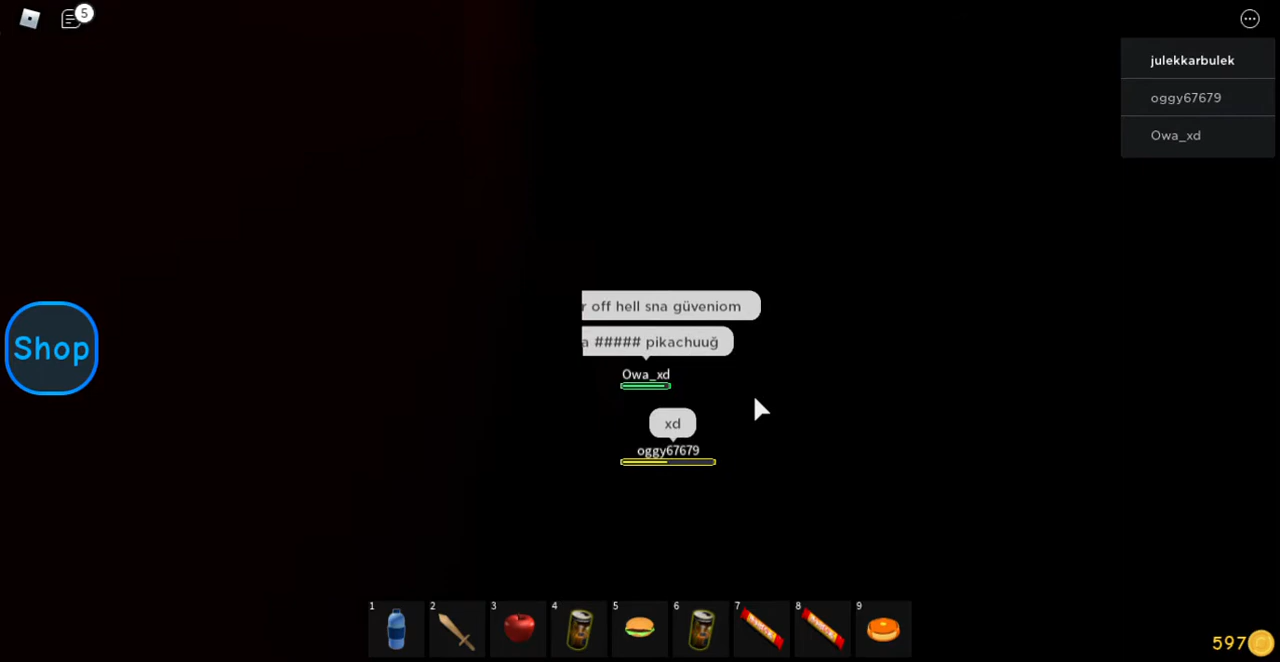 5
julekkarbulek
oggy67679
Owa_xd
r off hell sna güveniom
a ##### pikachuuğ
Owa_xd
Shop
xd
oggy67679
1 2 3 4 5 6 7 8 9
597